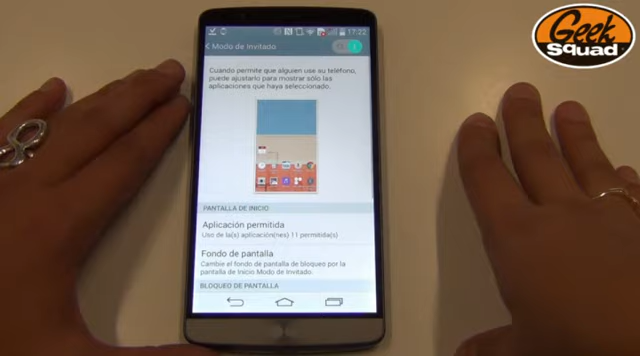 Geek
Squad
17:22
Modo de Invitado
Cuando permite que alguien use su teléfono,
puede ajustarlo para mostrar sólo las
aplicaciones que haya seleccionado.
PANTALLA DE INICIO
Aplicación permitida
Uso de la(s) aplicación(nes) 11 permitida(s)
Fondo de pantalla
Cambie el fondo de pantalla de bloqueo por la
pantalla de Inicio Modo de Invitado.
BLOQUEO DE PANTALLA